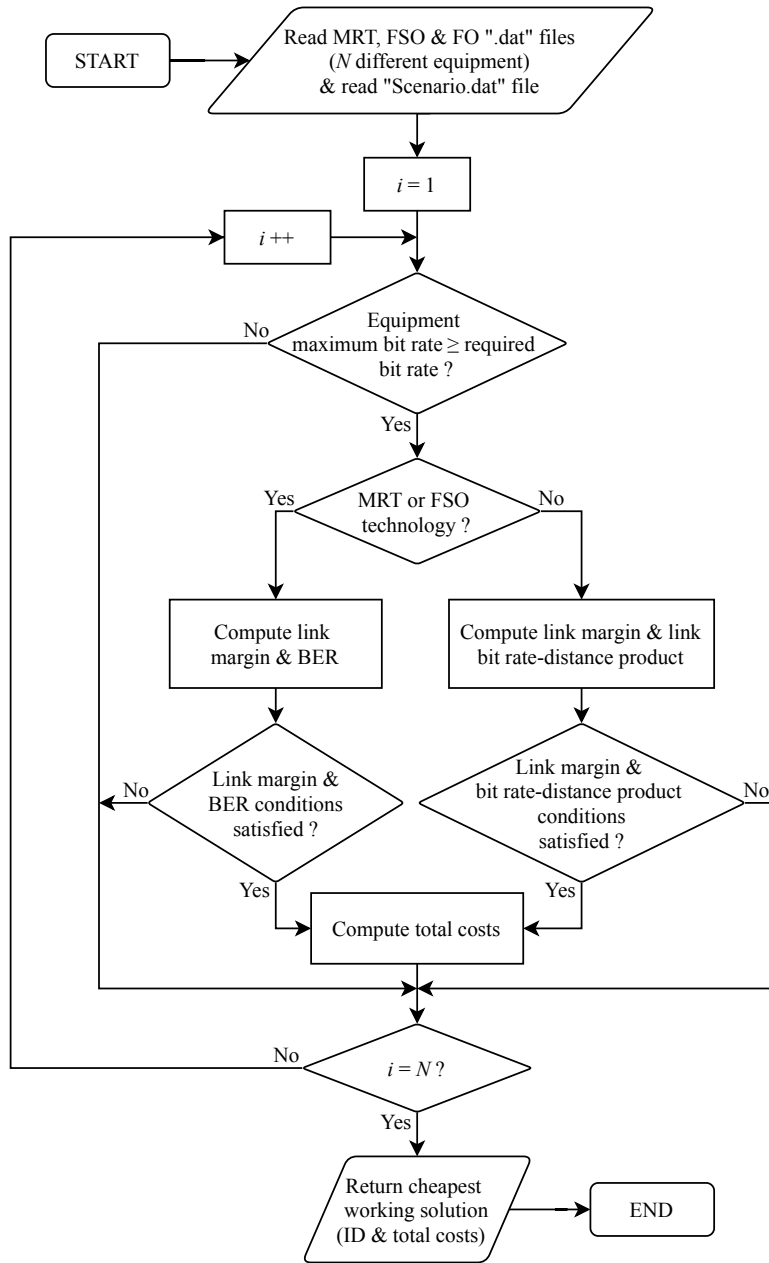 START
Read MRT, FSO & FO ".dat" files
(N different equipment)
& read "Scenario.dat" file
i = 1
i ++
No
Equipment
maximum bit rate ≥ required
bit rate ?
Yes
Yes
MRT or FSO
technology ?
No
Compute link
margin & BER
Compute link margin & link
bit rate-distance product
No
Link margin &
BER conditions
satisfied ?
Yes
Link margin &
bit rate-distance product
conditions
satisfied ?
No
Yes
Compute total costs
No
i = N ?
Yes
Return cheapest
working solution
(ID & total costs)
END